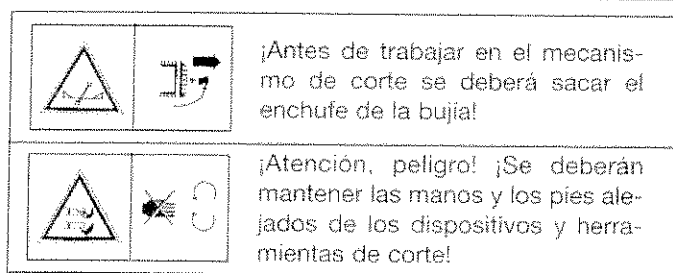 ¡Antes de trabajar en el mecanis-
mo de corte se deberá sacar el
enchufe de la bujía!
¡Atención, peligro! ¡Se deberán
mantener las manos y los pies ale-
jados de los dispositivos y herra-
mientas de corte!